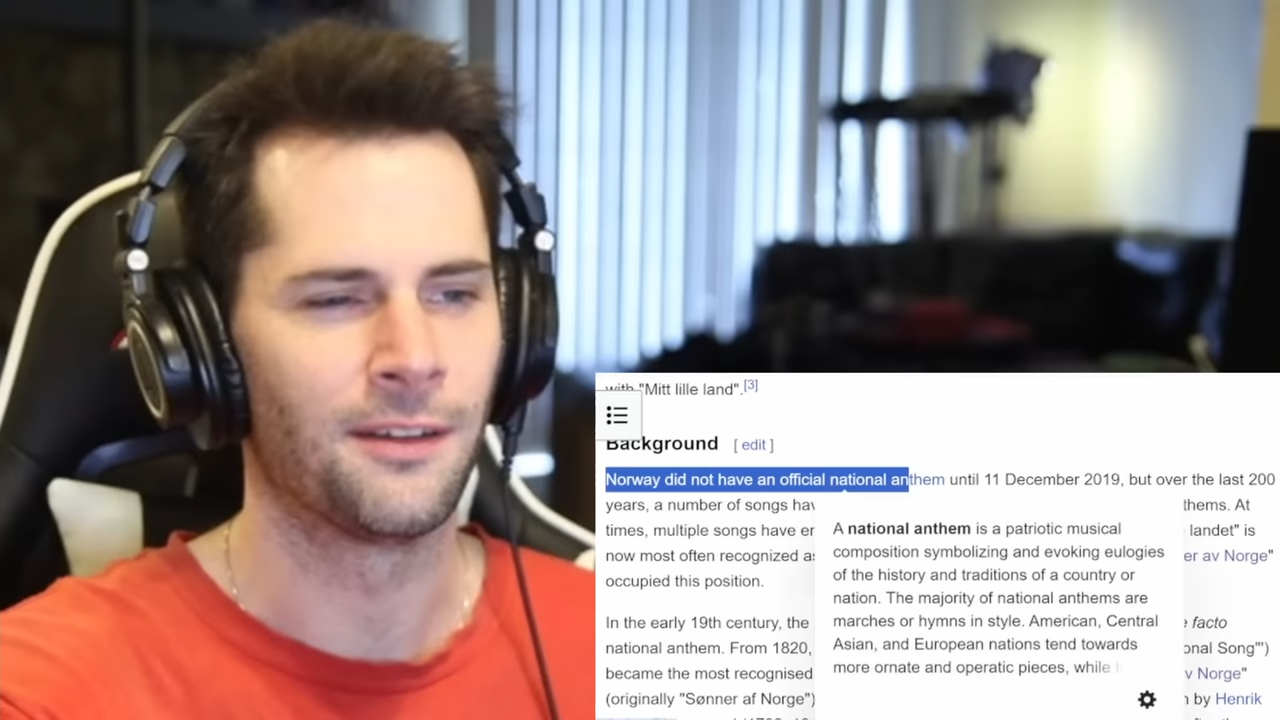 with "Mitt lille land".[3]
Background [ edit ]
Norway did not have an official national anthem until 11 December 2019, but over the last 200
years, a number of songs hav
thems. At
times, multiple songs have en
landet" is
now most often recognized as
er av Norge"
occupied this position.
A national anthem is a patriotic musical
composition symbolizing and evoking eulogies
of the history and traditions of a country or
nation. The majority of national anthems are
marches or hymns in style. American, Central
Asian, and European nations tend towards
more ornate and operatic pieces, while
In the early 19th century, the
e facto
national anthem. From 1820,
onal Song"')
became the most recognised
v Norge"
(originally "Sønner af Norge")
n by Henrik